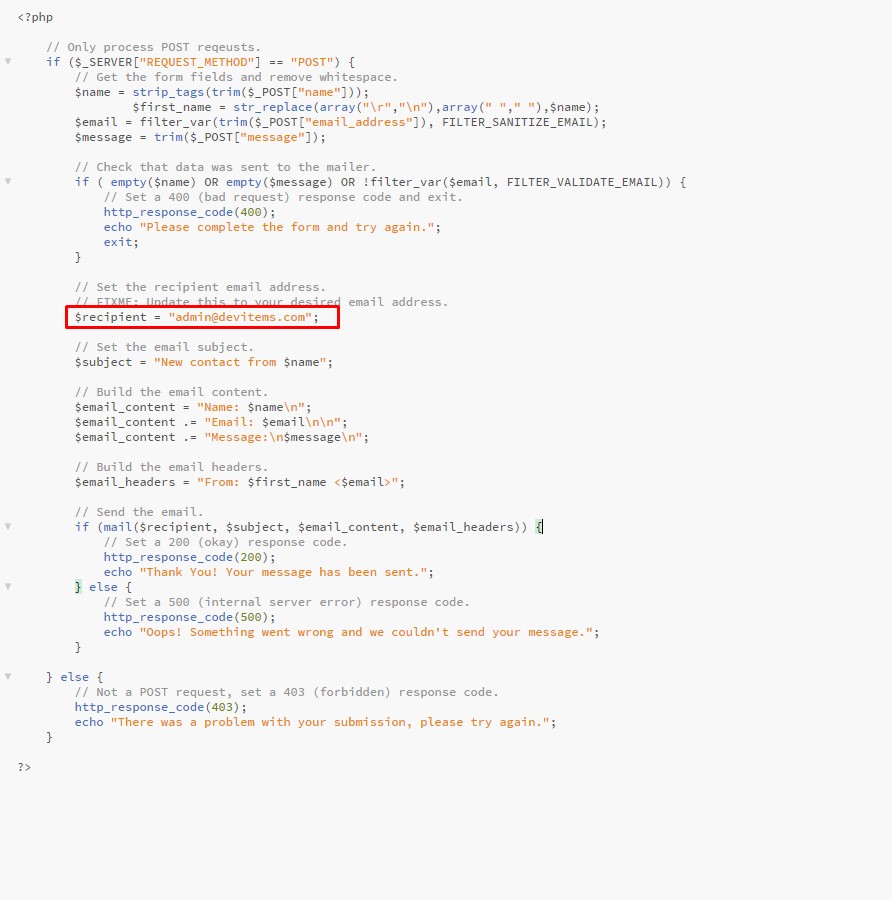 <?php
// Only process POST reqeusts.
if ($_SERVER["REQUEST_METHOD"] == "POST") {
// Get the form fields and remove whitespace.
$name = strip_tags(trim($_POST["name"]));
$first_name = str_replace(array("\r","\n"),array(" "," "),$name);
$email = filter_var(trim($_POST["email_address"]), FILTER_SANITIZE_EMAIL);
$message = trim($_POST["message"]);
// Check that data was sent to the mailer.
if ( empty($name) OR empty($message) OR !filter_var($email, FILTER_VALIDATE_EMAIL)) {
// Set a 400 (bad request) response code and exit.
http_response_code(400);
echo "Please complete the form and try again.";
exit;
}
// Set the recipient email address.
// FIXME: Update this to your desired email address.
$recipient = "admin@devitems.com";
// Set the email subject.
$subject = "New contact from $name";
// Build the email content.
$email_content = "Name: $name\n";
$email_content .= "Email: $email\n\n";
$email_content .= "Message:\n$message\n";
// Build the email headers.
$email_headers = "From: $first_name <$email>";
// Send the email.
if (mail($recipient, $subject, $email_content, $email_headers)) {
// Set a 200 (okay) response code.
http_response_code(200);
echo "Thank You! Your message has been sent.";
} else {
// Set a 500 (internal server error) response code.
http_response_code(500);
echo "Oops! Something went wrong and we couldn't send your message.";
}
} else {
// Not a POST request, set a 403 (forbidden) response code.
http_response_code(403);
echo "There was a problem with your submission, please try again.";
}
?>